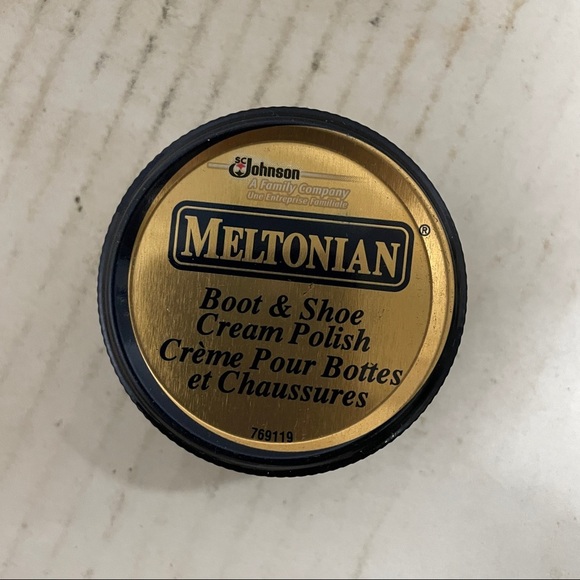 SC Johnson
A Family Company
Une Entreprise Familiale
MELTONIAN®
Boot & Shoe
Cream Polish
Crème Pour Bottes
et Chaussures
769119